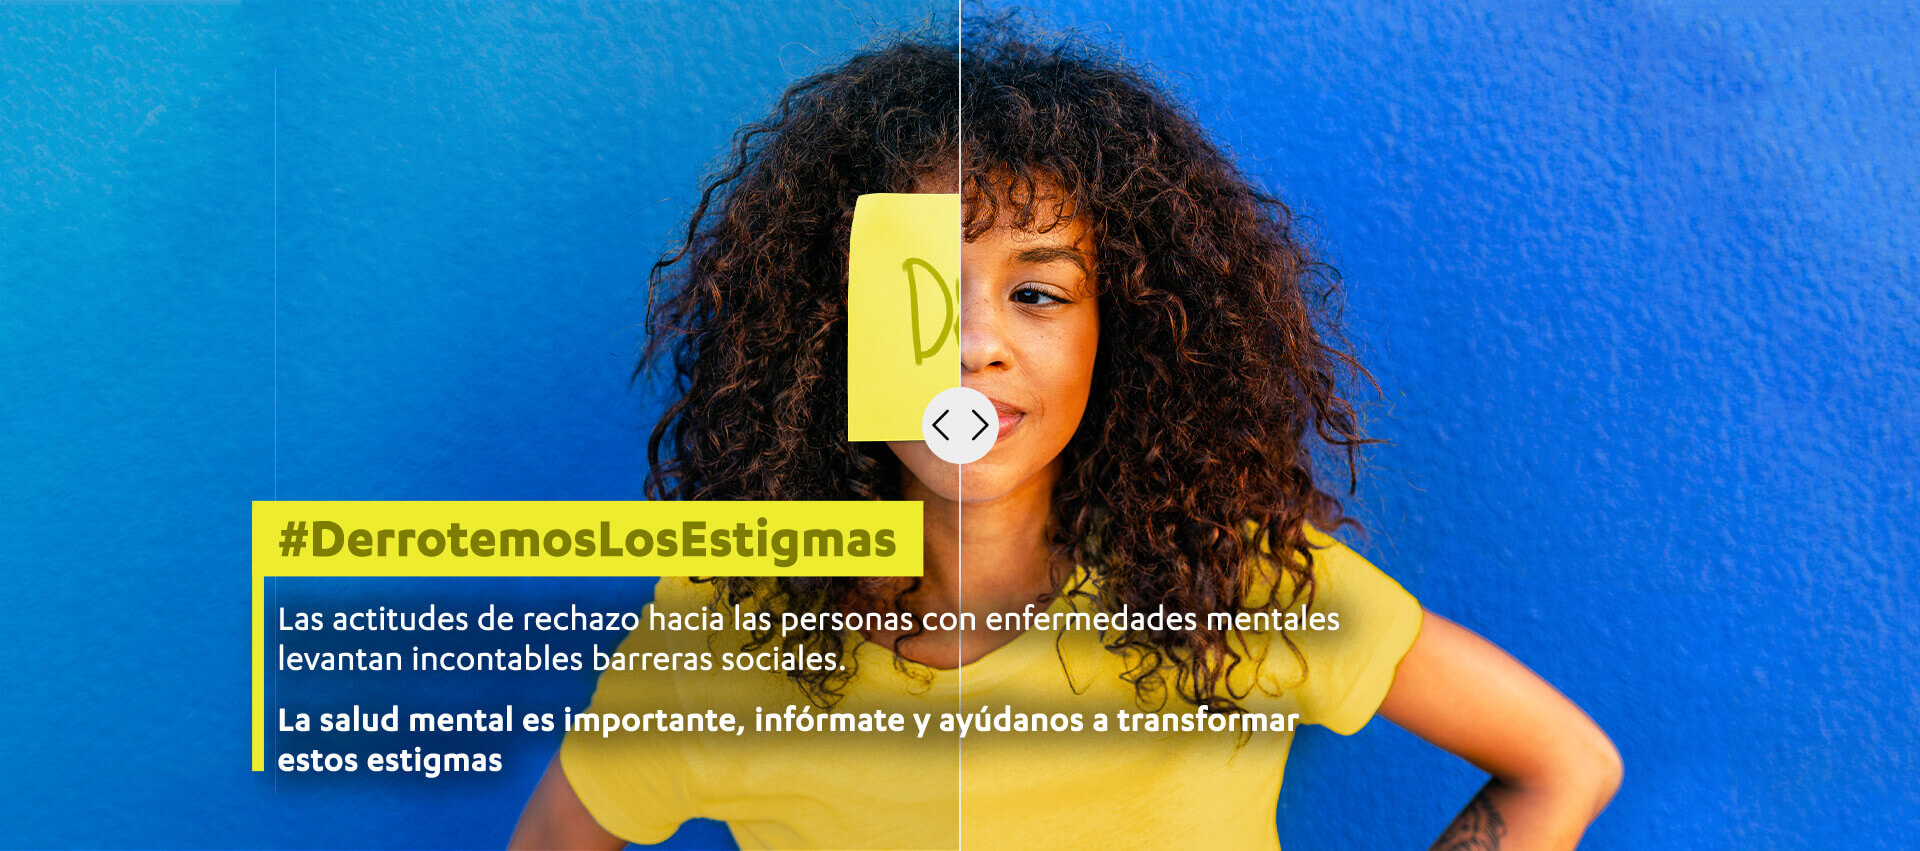 #DerrotemosLosEstigmas
Las actitudes de rechazo hacia las personas con enfermedades mentales
levantan incontables barreras sociales.
La salud mental es importante, infórmate y ayúdanos a transformar
estos estigmas